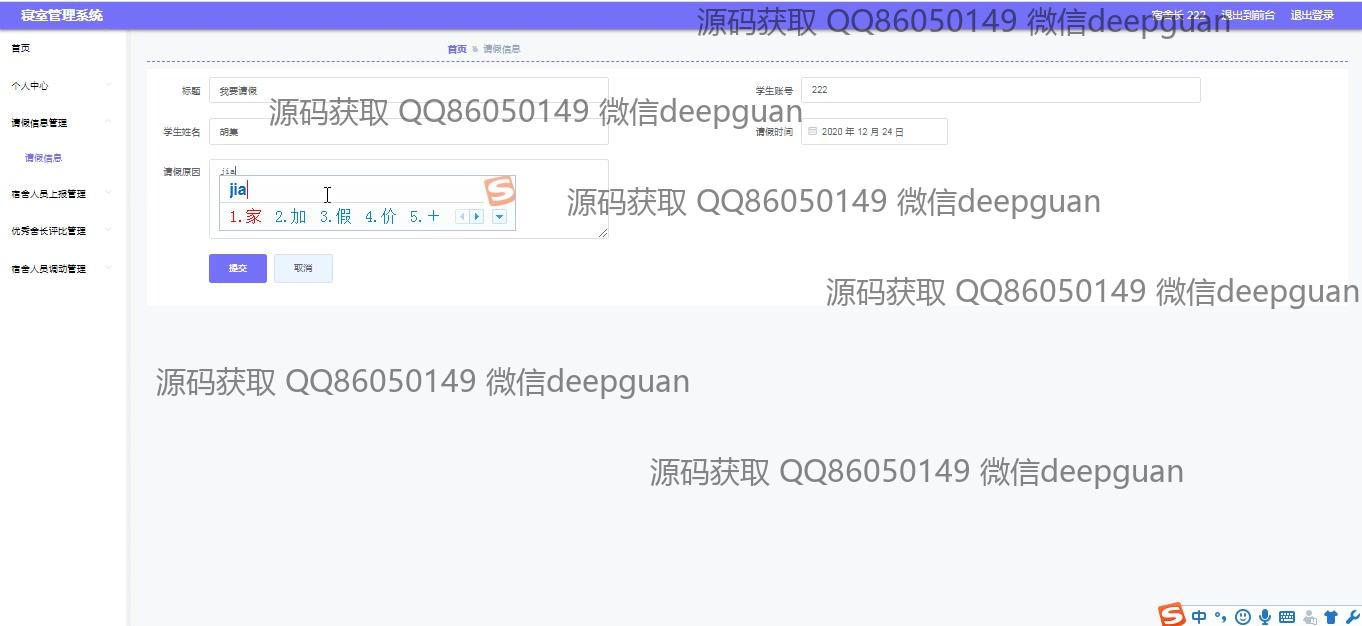 寝室管理系统
宿舍长 222 退出到前台 退出登录
源码获取 QQ86050149 微信deepguan
首页
个人中心
请假信息管理
请假信息
宿舍人员上报管理
优秀舍长评比管理
宿舍人员调动管理
首页 请假信息
标题 我要请假
学生账号 222
源码获取 QQ86050149 微信deepguan
学生姓名 胡集
请假时间 2020 年 12 月 24 日
请假原因 jia
jia
1.家 2.加 3.假 4.价 5.十
源码获取 QQ86050149 微信deepguan
提交 取消
源码获取 QQ86050149 微信deepguan
源码获取 QQ86050149 微信deepguan
源码获取 QQ86050149 微信deepguan
S 中